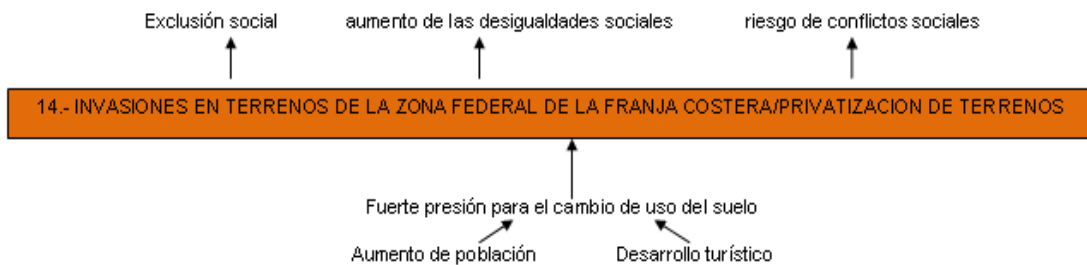 Exclusión social
aumento de las desigualdades sociales
riesgo de conflictos sociales
14.- INVASIONES EN TERRENOS DE LA ZONA FEDERAL DE LA FRANJA COSTERA/PRIVATIZACION DE TERRENOS
Fuerte presión para el cambio de uso del suelo
Aumento de población
Desarrollo turístico